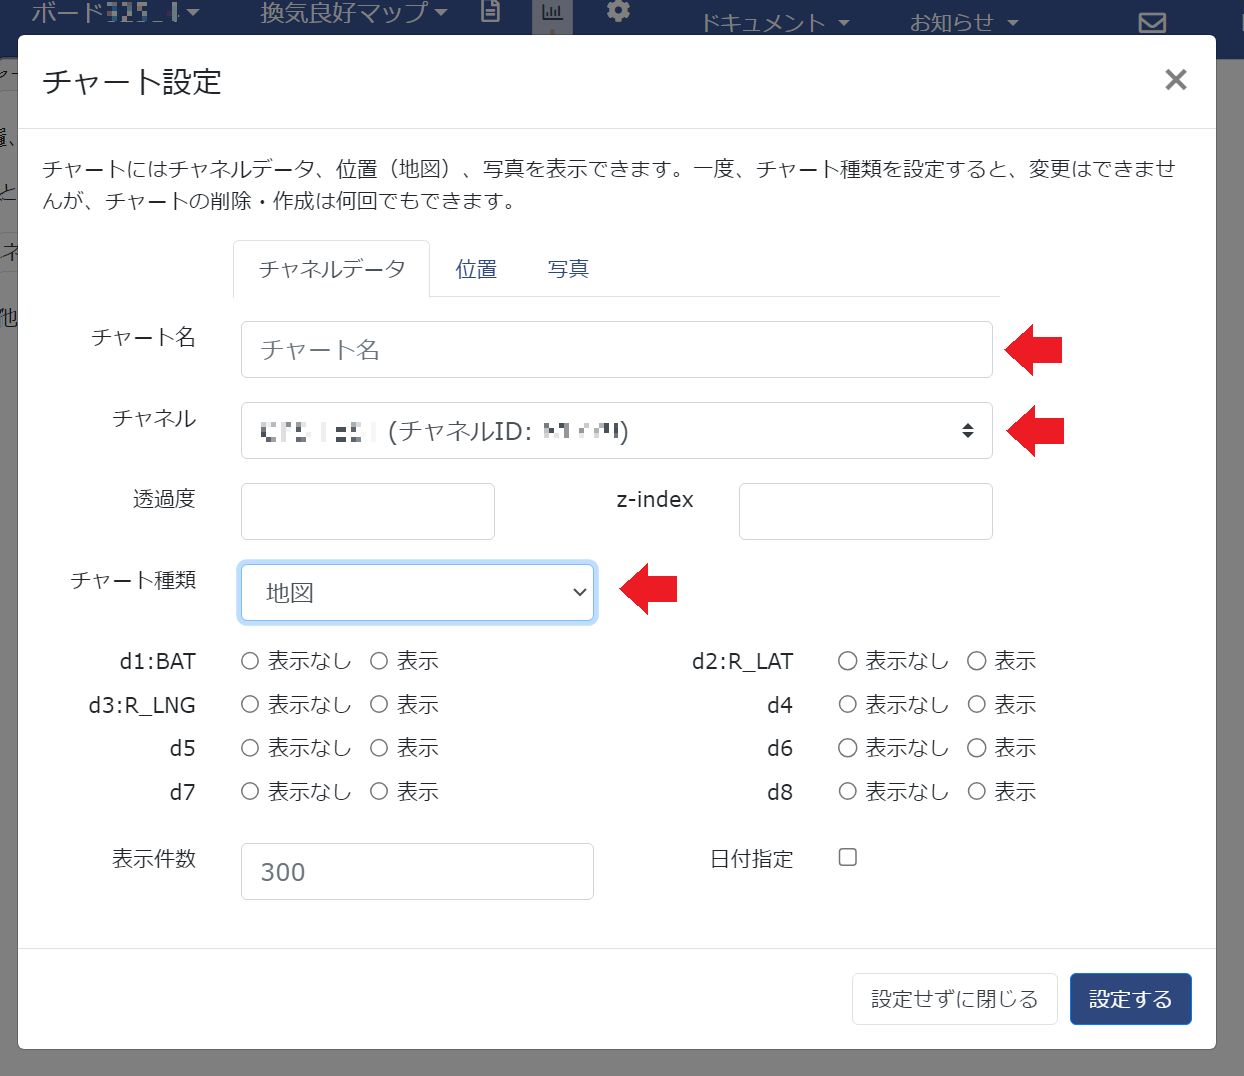 ボード
換気良好マップ
ドキュメント
お知らせ
チャート設定
チャートにはチャネルデータ、位置（地図）、写真を表示できます。一度、チャート種類を設定すると、変更はできませ
んが、チャートの削除・作成は何回でもできます。
チャネルデータ 位置 写真
チャート名 チャート名
チャネル (チャネルID: )
透過度 z-index
チャート種類 地図
d1:BAT 表示なし 表示 d2:R_LAT 表示なし 表示
d3:R_LNG 表示なし 表示 d4 表示なし 表示
d5 表示なし 表示 d6 表示なし 表示
d7 表示なし 表示 d8 表示なし 表示
表示件数 300 日付指定
設定せずに閉じる 設定する